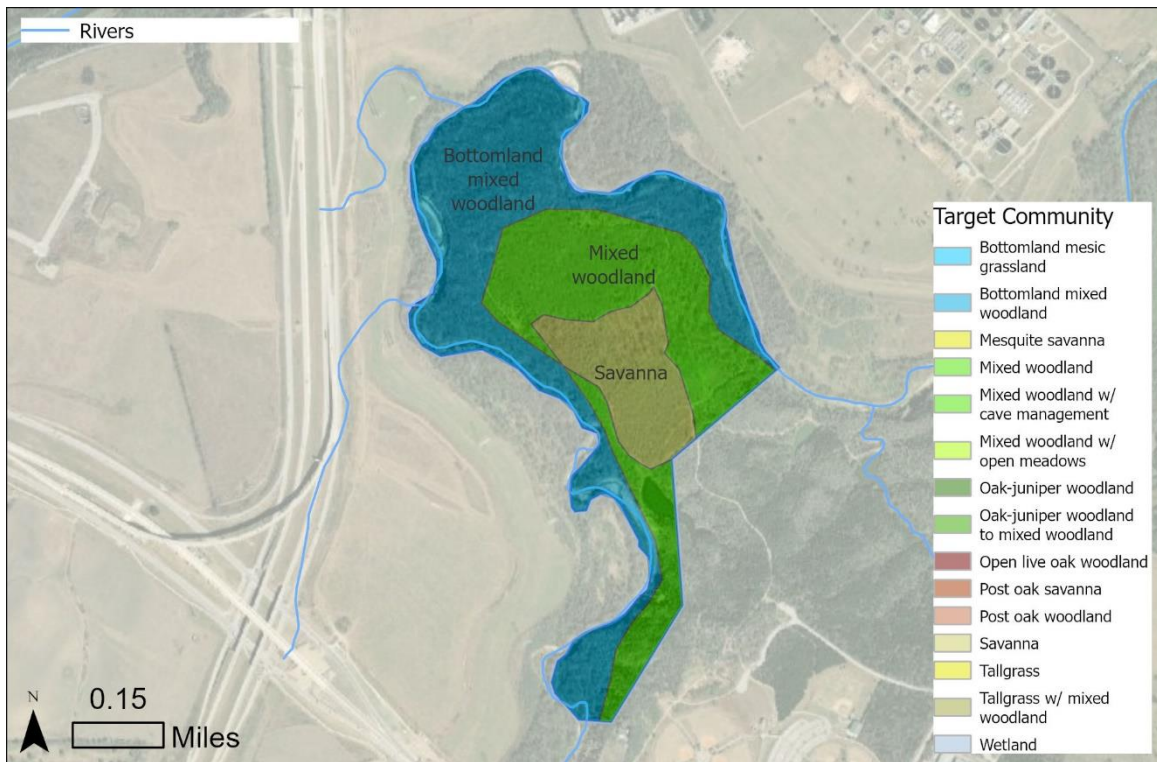 Rivers
Bottomland
mixed
woodland
Mixed
woodland
Savanna
Target Community
Bottomland mesic
grassland
Bottomland mixed
woodland
Mesquite savanna
Mixed woodland
Mixed woodland w/
cave management
Mixed woodland w/
open meadows
Oak-juniper woodland
Oak-juniper woodland
to mixed woodland
Open live oak woodland
Post oak savanna
Post oak woodland
Savanna
Tallgrass
Tallgrass w/ mixed
woodland
Wetland
N
0.15
Miles